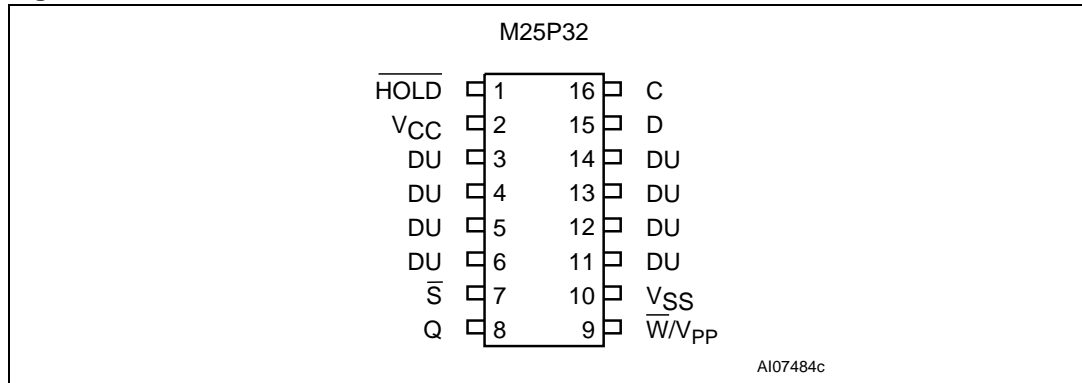 M25P32
HOLD 1 16 C
VCC 2 15 D
DU 3 14 DU
DU 4 13 DU
DU 5 12 DU
DU 6 11 DU
S 7 10 VSS
Q 8 9 W/VPP
AI07484c